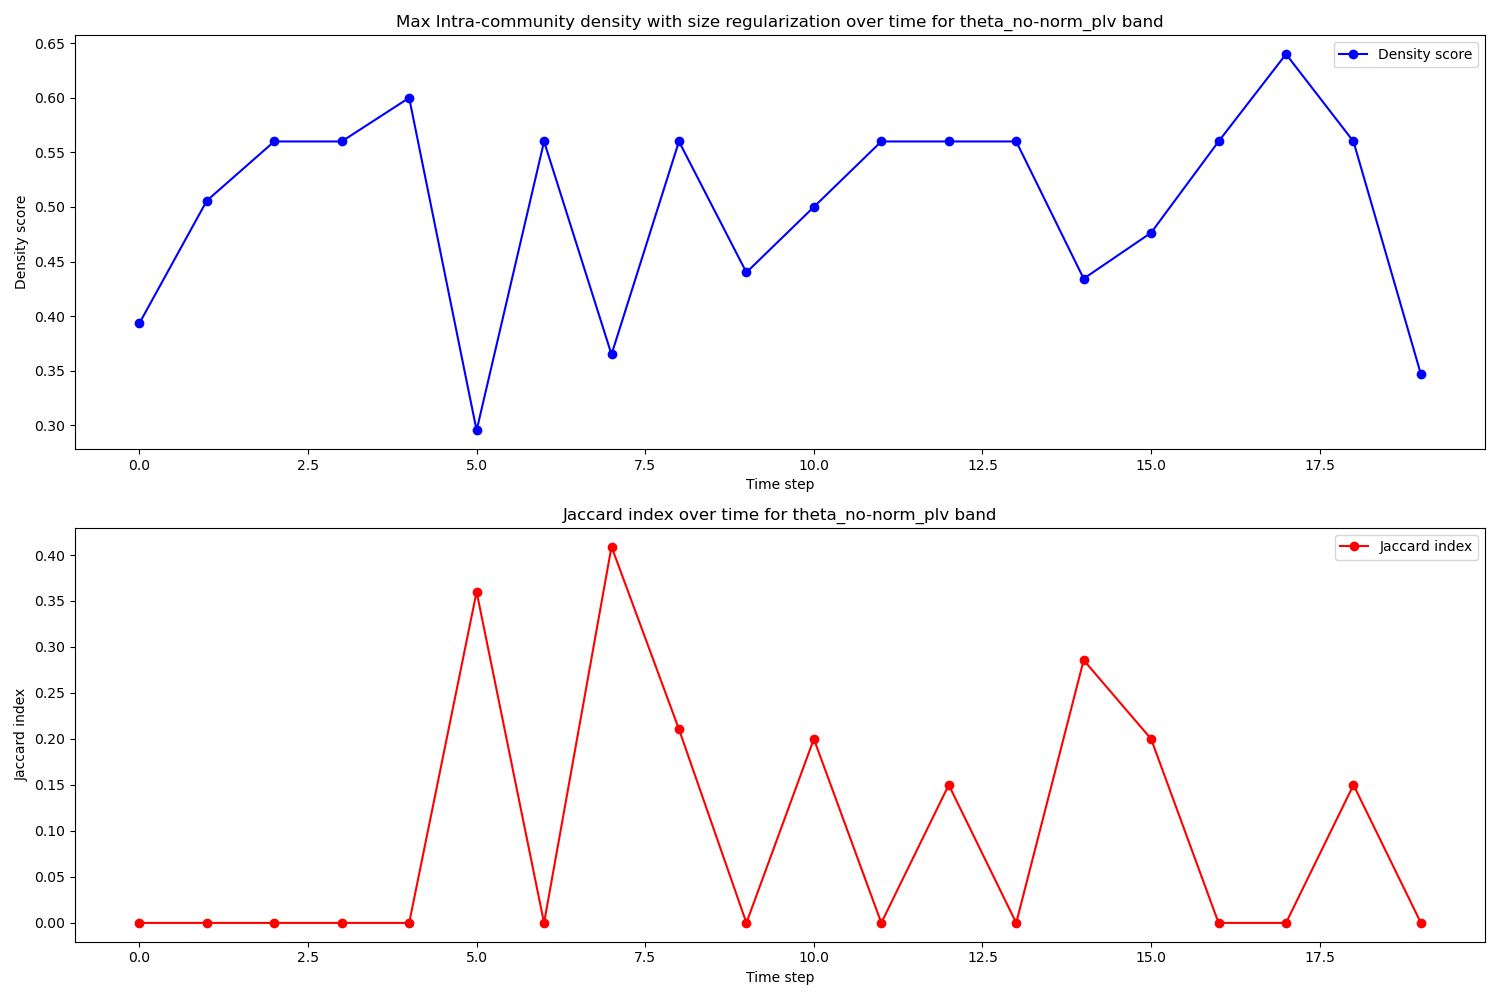 Max Intra-community density with size regularization over time for theta_no-norm_plv band
Density score
0.65
0.60
0.55
0.50
0.45
0.40
0.35
0.30
Density score
0.0 2.5 5.0 7.5 10.0 12.5 15.0 17.5
Time step
Jaccard index over time for theta_no-norm_plv band
Jaccard index
0.40
0.35
0.30
0.25
0.20
0.15
0.10
0.05
0.00
Jaccard index
0.0 2.5 5.0 7.5 10.0 12.5 15.0 17.5
Time step